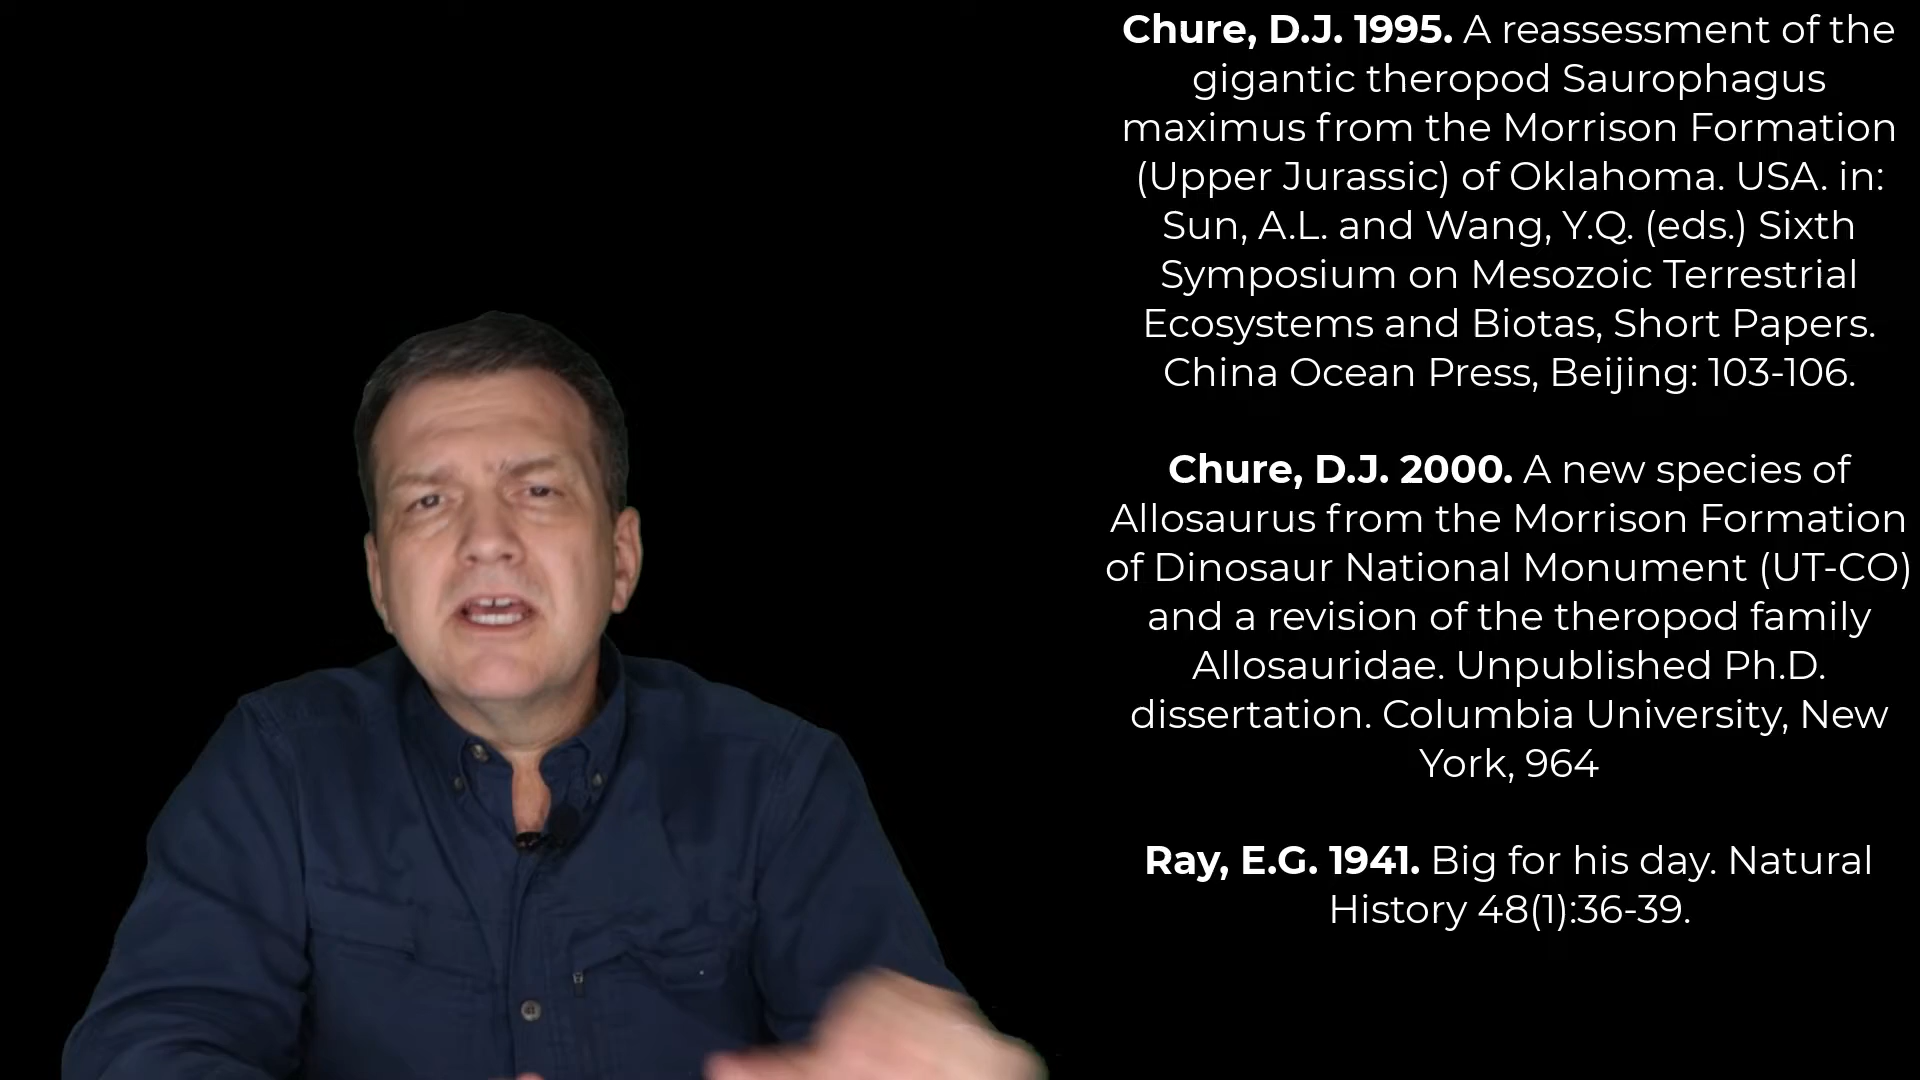 Chure, D.J. 1995. A reassessment of the
gigantic theropod Saurophagus
maximus from the Morrison Formation
(Upper Jurassic) of Oklahoma. USA. in:
Sun, A.L. and Wang, Y.Q. (eds.) Sixth
Symposium on Mesozoic Terrestrial
Ecosystems and Biotas, Short Papers.
China Ocean Press, Beijing: 103-106.
Chure, D.J. 2000. A new species of
Allosaurus from the Morrison Formation
of Dinosaur National Monument (UT-CO)
and a revision of the theropod family
Allosauridae. Unpublished Ph.D.
dissertation. Columbia University, New
York, 964
Ray, E.G. 1941. Big for his day. Natural
History 48(1):36-39.